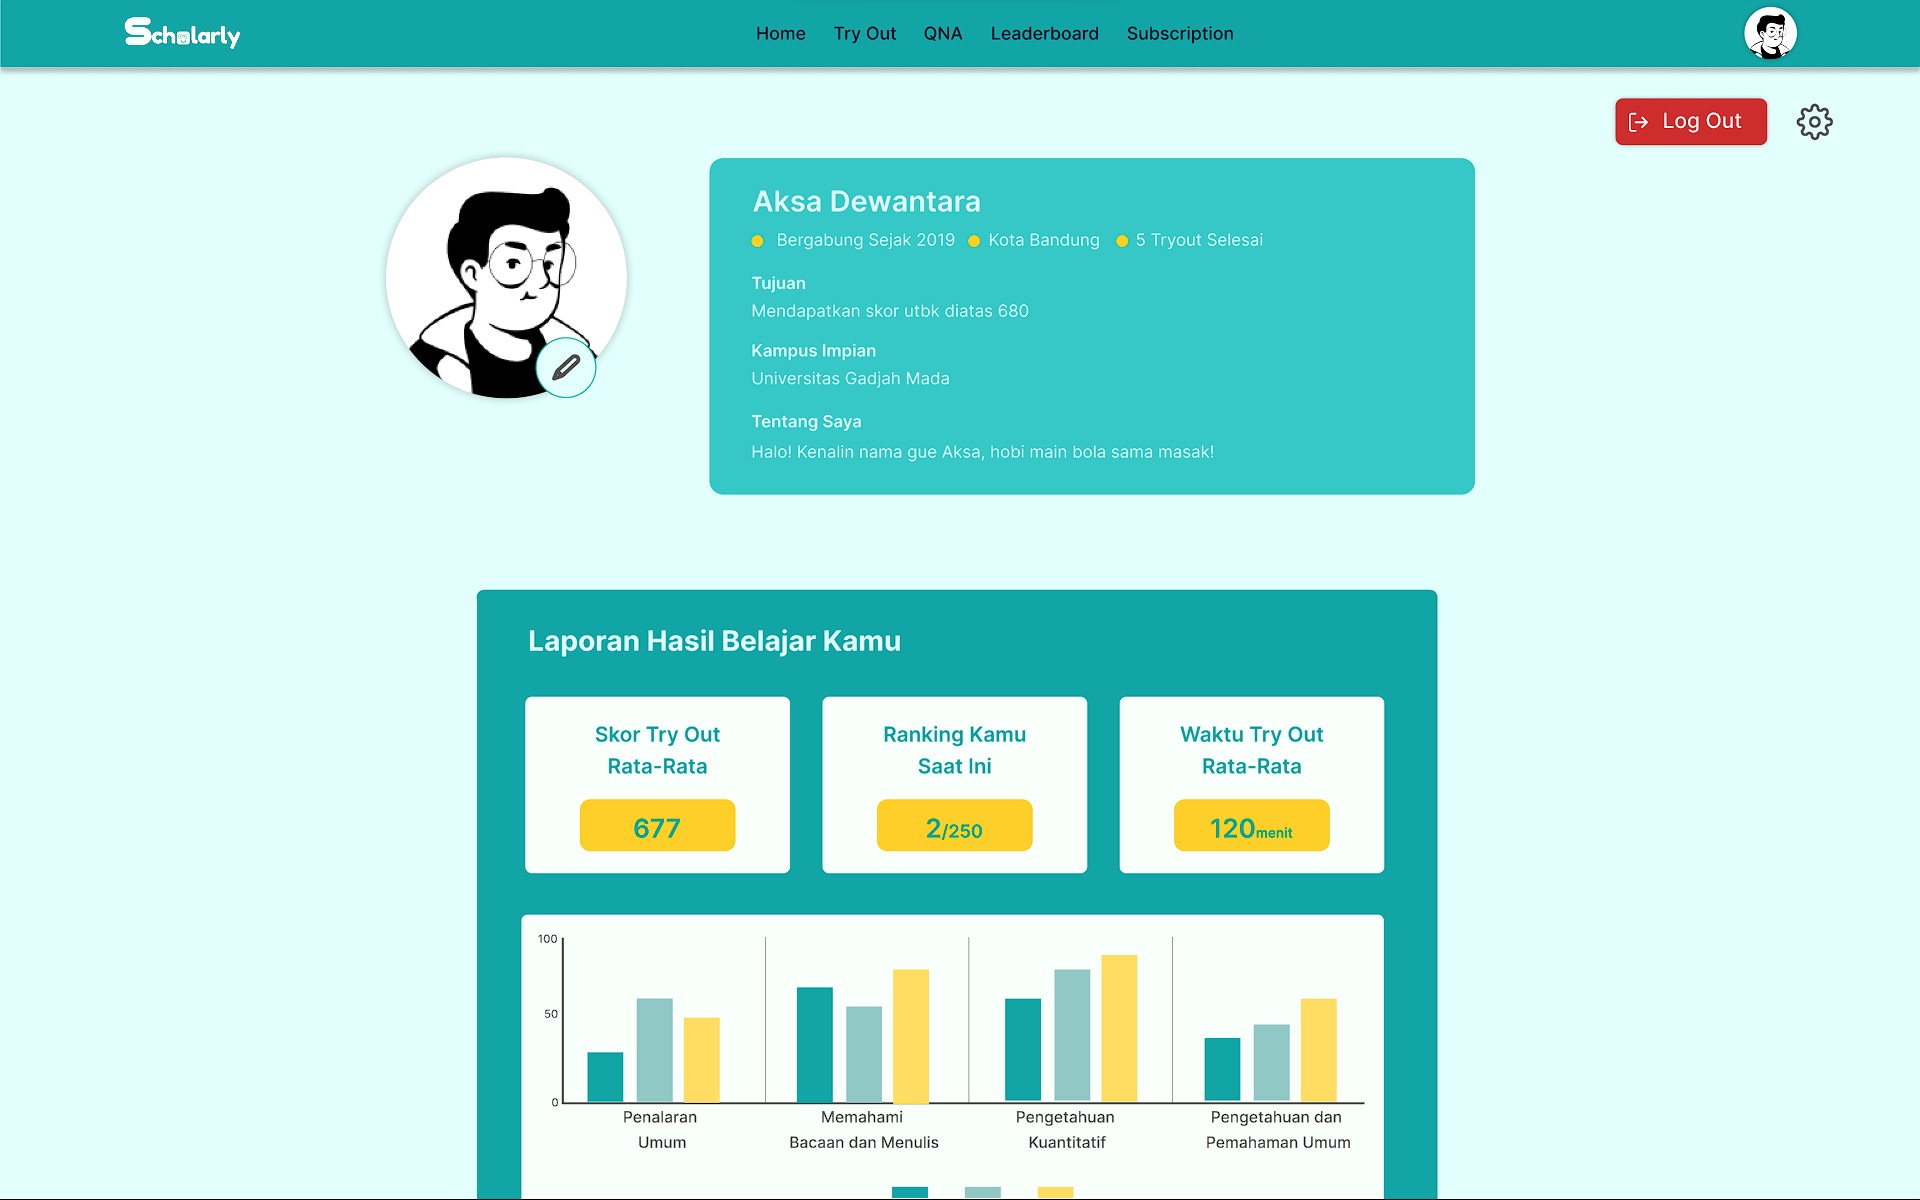 Scholarly
Home Try Out QNA Leaderboard Subscription
Log Out
Aksa Dewantara
Bergabung Sejak 2019 Kota Bandung 5 Tryout Selesai
Tujuan
Mendapatkan skor utbk diatas 680
Kampus Impian
Universitas Gadjah Mada
Tentang Saya
Halo! Kenalin nama gue Aksa, hobi main bola sama masak!
Laporan Hasil Belajar Kamu
Skor Try Out
Rata-Rata
677
Ranking Kamu
Saat Ini
2/250
Waktu Try Out
Rata-Rata
120menit
100
50
0
Penalaran
Umum
Memahami
Bacaan dan Menulis
Pengetahuan
Kuantitatif
Pengetahuan dan
Pemahaman Umum